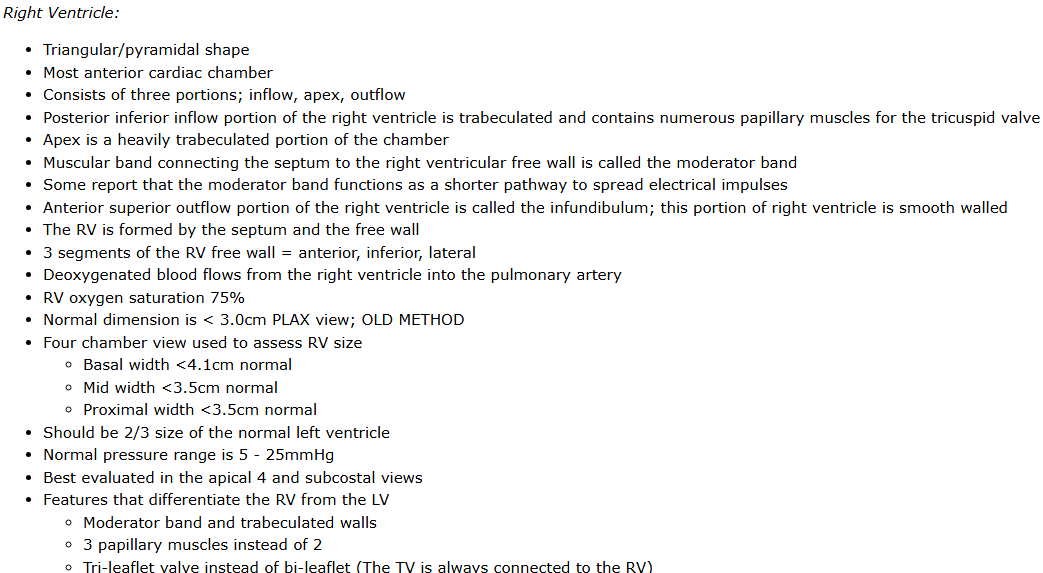 Right Ventricle:
• Triangular/pyramidal shape
• Most anterior cardiac chamber
• Consists of three portions; inflow, apex, outflow
• Posterior inferior inflow portion of the right ventricle is trabeculated and contains numerous papillary muscles for the tricuspid valve
• Apex is a heavily trabeculated portion of the chamber
• Muscular band connecting the septum to the right ventricular free wall is called the moderator band
• Some report that the moderator band functions as a shorter pathway to spread electrical impulses
• Anterior superior outflow portion of the right ventricle is called the infundibulum; this portion of right ventricle is smooth walled
• The RV is formed by the septum and the free wall
• 3 segments of the RV free wall = anterior, inferior, lateral
• Deoxygenated blood flows from the right ventricle into the pulmonary artery
• RV oxygen saturation 75%
• Normal dimension is < 3.0cm PLAX view; OLD METHOD
• Four chamber view used to assess RV size
◦ Basal width <4.1cm normal
◦ Mid width <3.5cm normal
◦ Proximal width <3.5cm normal
• Should be 2/3 size of the normal left ventricle
• Normal pressure range is 5 - 25mmHg
• Best evaluated in the apical 4 and subcostal views
• Features that differentiate the RV from the LV
◦ Moderator band and trabeculated walls
◦ 3 papillary muscles instead of 2
◦ Tri-leaflet valve instead of bi-leaflet (The TV is always connected to the RV)